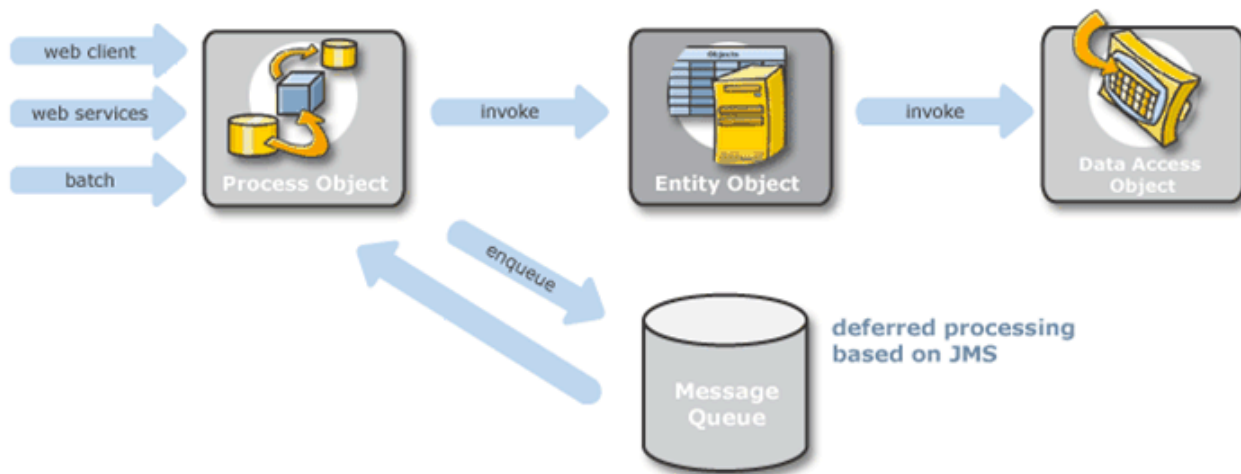 web client
web services
batch
Process Object
invoke
Objects
Entity Object
invoke
Data Access
Object
enqueue
Message
Queue
deferred processing
based on JMS